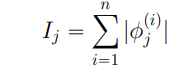 $I_j = \sum_{i=1}^{n} |\phi_j^{(i)}|$